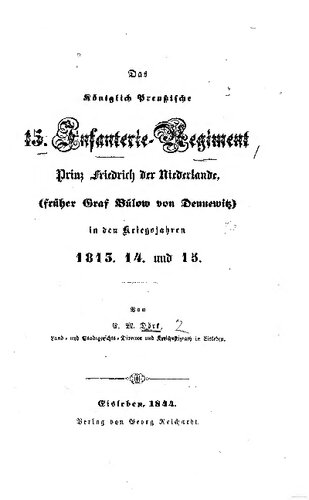 Das
Königlich Preußische
15. Infanterie-Regiment
Prinz Friedrich der Niederlande,
(früher Graf Bülow von Dennewitz)
in den Kriegsjahren
1813. 14. und 15.
Von
Dörk,
Land- und Stadtgerichts-Director und Kreisjustizrath in Eisleben.
Eisleben, 1844.
Verlag von Georg Reichardt.